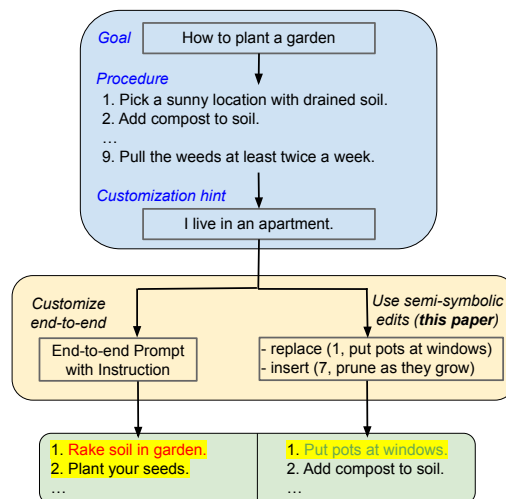 Goal
How to plant a garden
Procedure
1. Pick a sunny location with drained soil.
2. Add compost to soil.
...
9. Pull the weeds at least twice a week.
Customization hint
I live in an apartment.
Customize
end-to-end
Use semi-symbolic
edits (this paper)
End-to-end Prompt
with Instruction
- replace (1, put pots at windows)
- insert (7, prune as they grow)
1. Rake soil in garden.
2. Plant your seeds.
...
1. Put pots at windows.
2. Add compost to soil.
...